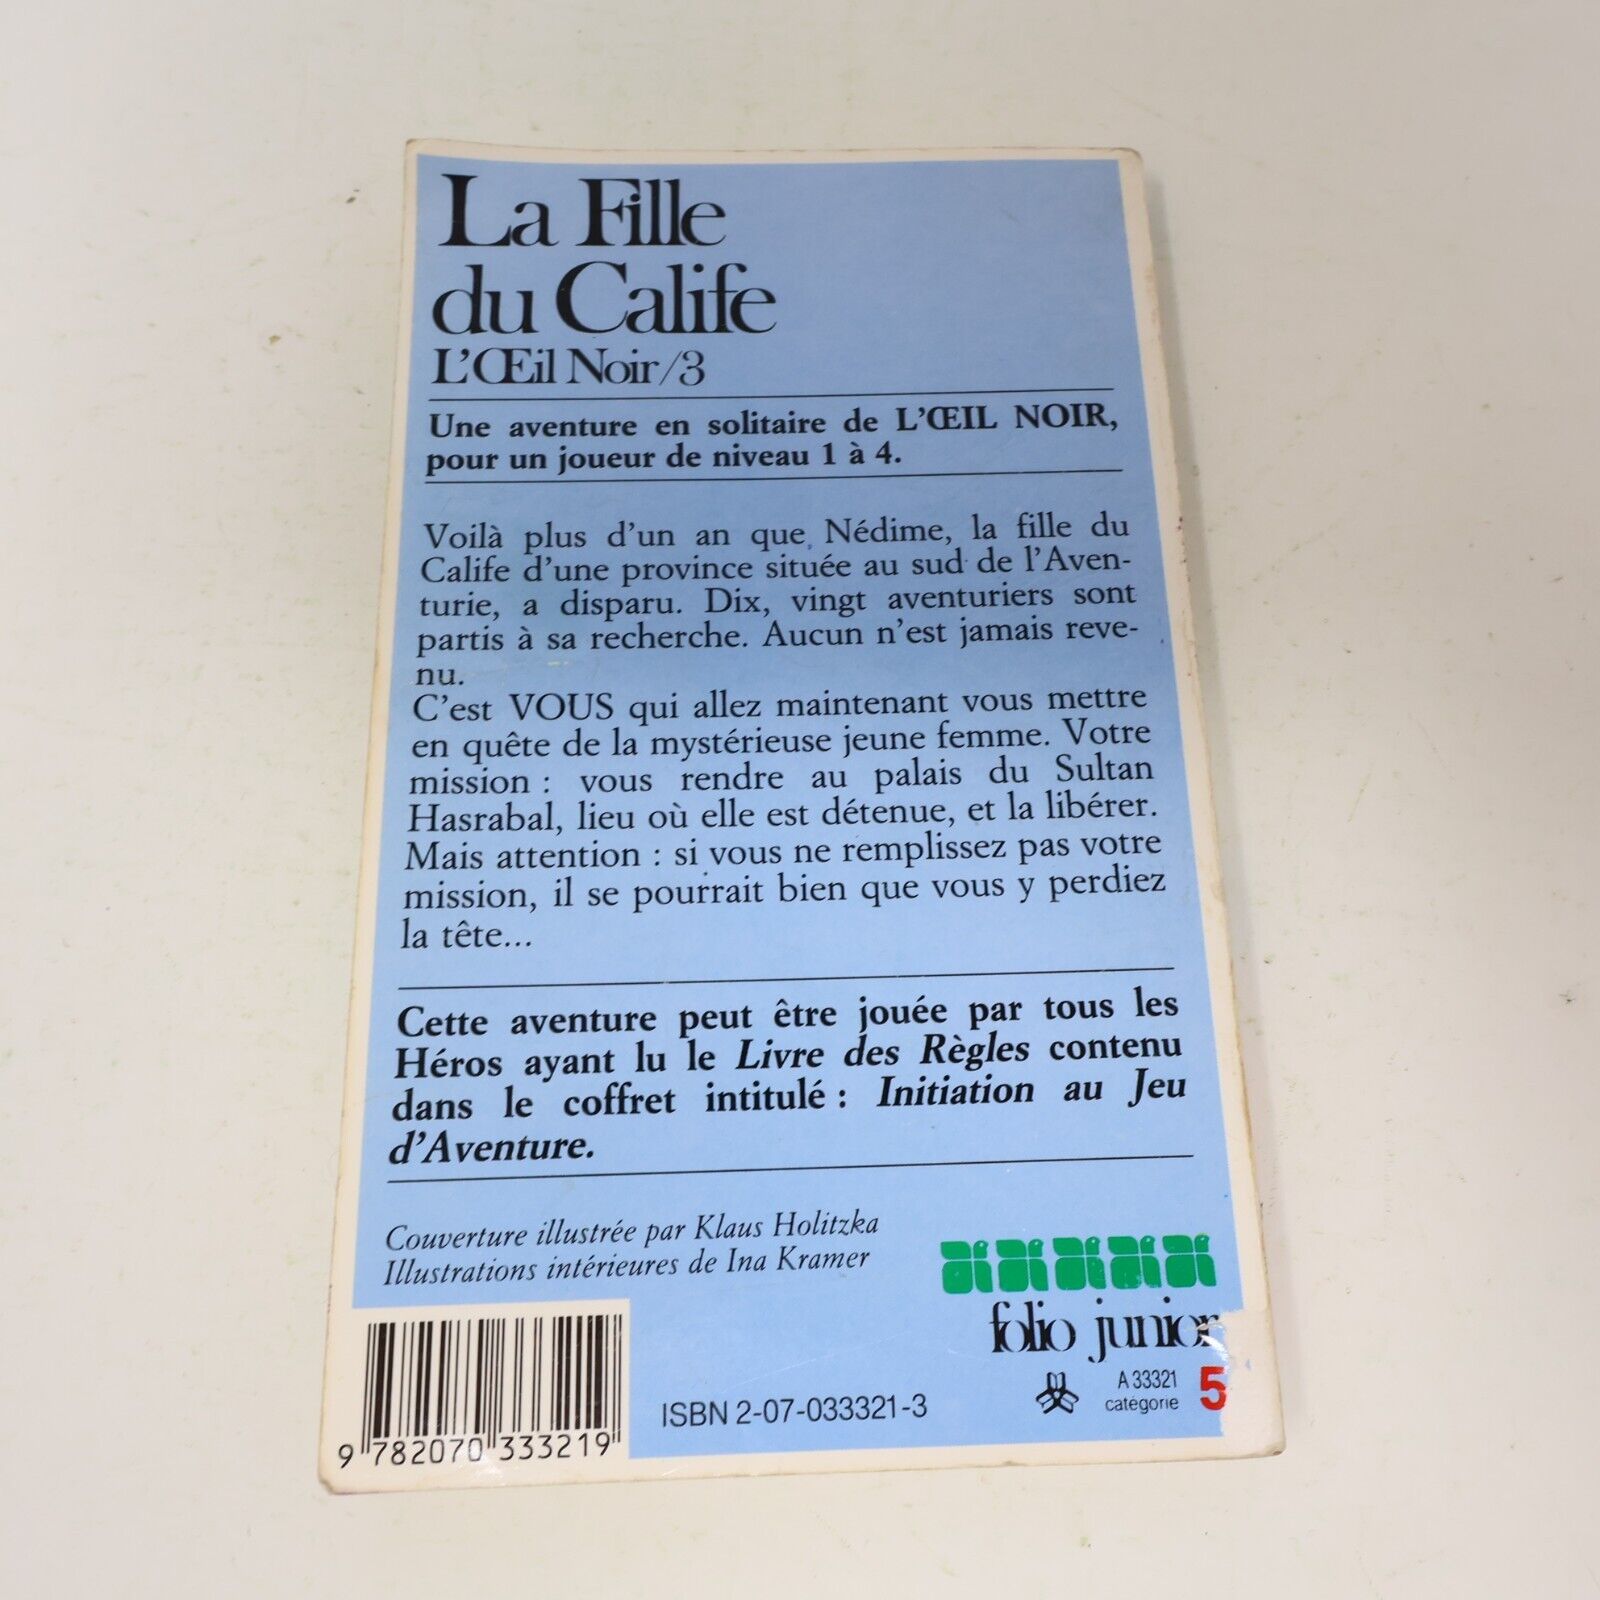 La Fille
du Calife
L'Œil Noir/3
Une aventure en solitaire de L'ŒIL NOIR,
pour un joueur de niveau 1 à 4.
Voilà plus d'un an que Nédime, la fille du
Calife d'une province située au sud de l'Aven-
turie, a disparu. Dix, vingt aventuriers sont
partis à sa recherche. Aucun n'est jamais reve-
nu.
C'est VOUS qui allez maintenant vous mettre
en quête de la mystérieuse jeune femme. Votre
mission : vous rendre au palais du Sultan
Hasrabal, lieu où elle est détenue, et la libérer.
Mais attention : si vous ne remplissez pas votre
mission, il se pourrait bien que vous y perdiez
la tête...
Cette aventure peut être jouée par tous les
Héros ayant lu le Livre des Règles contenu
dans le coffret intitulé : Initiation au Jeu
d'Aventure.
Couverture illustrée par Klaus Holitzka
Illustrations intérieures de Ina Kramer
folio junior
A 33321
catégorie 5
ISBN 2-07-033321-3
9 782070 333219